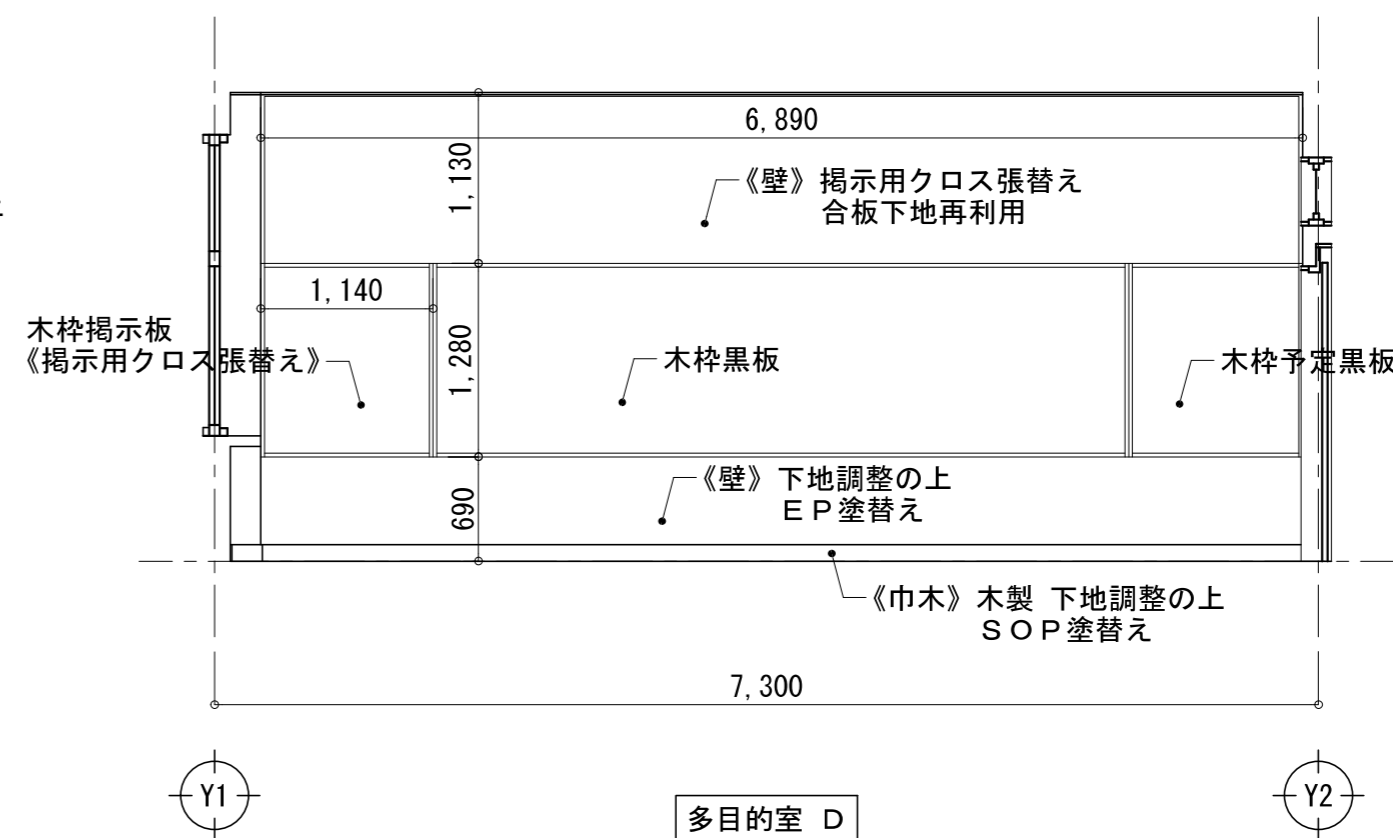 6,890
1,130
《壁》掲示用クロス張替え
合板下地再利用
1,140
木枠掲示板
《掲示用クロス張替え》
1,280
木枠黒板
木枠予定黒板
《壁》下地調整の上
ＥＰ塗替え
690
《巾木》木製 下地調整の上
ＳＯＰ塗替え
7,300
Y1
Y2
多目的室 D